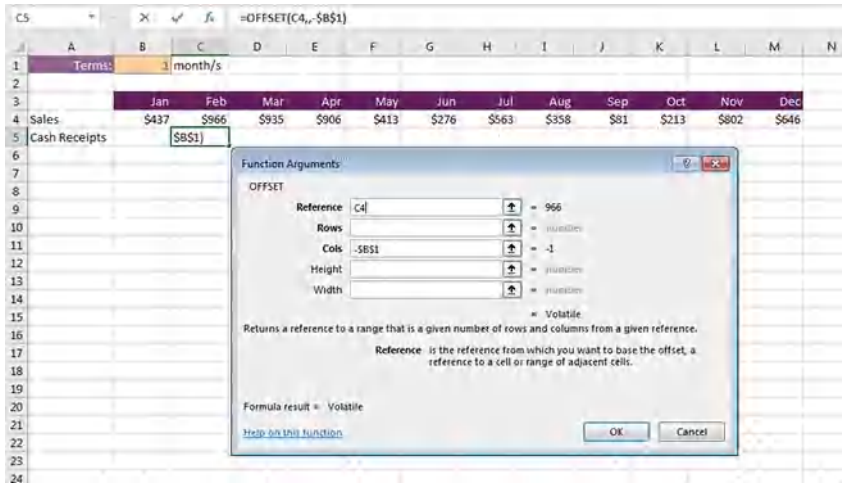 C5 =OFFSET(C4,,-$B$1)
A B C D E F G H I J K L M N
1 Terms: 1 month/s
2
3 Jan Feb Mar Apr May Jun Jul Aug Sep Oct Nov Dec
4 Sales $437 $966 $935 $906 $413 $276 $563 $358 $81 $213 $802 $646
5 Cash Receipts $B$1)
6
7
8
9
10
11
12
13
14
15
16
17
18
19
20
21
22
23
24
Function Arguments
OFFSET
Reference C4 = 966
Rows = number
Cols -$B$1 = -1
Height = number
Width = number
= Volatile
Returns a reference to a range that is a given number of rows and columns from a given reference.
Reference is the reference from which you want to base the offset, a
reference to a cell or range of adjacent cells.
Formula result = Volatile
Help on this function OK Cancel